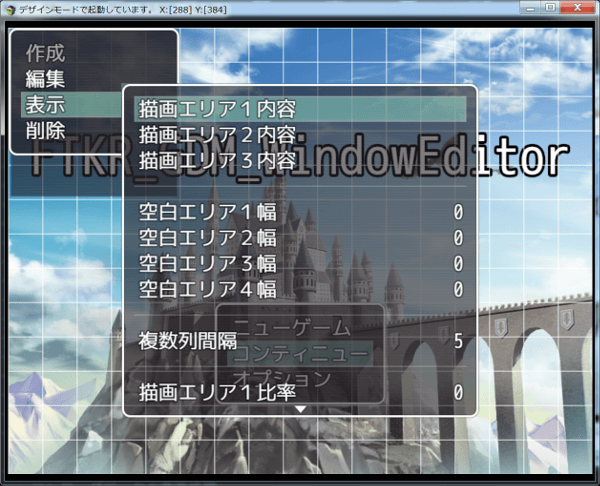 デザインモードで起動しています。 X:[288] Y:[384]
作成
編集
表示
削除
FTKR_GDM_WindowEditor
描画エリア１内容
描画エリア２内容
描画エリア３内容
空白エリア１幅 0
空白エリア２幅 0
空白エリア３幅 0
空白エリア４幅 0
複数列間隔 5
描画エリア１比率 0
ニューゲーム
コンティニュー
オプション